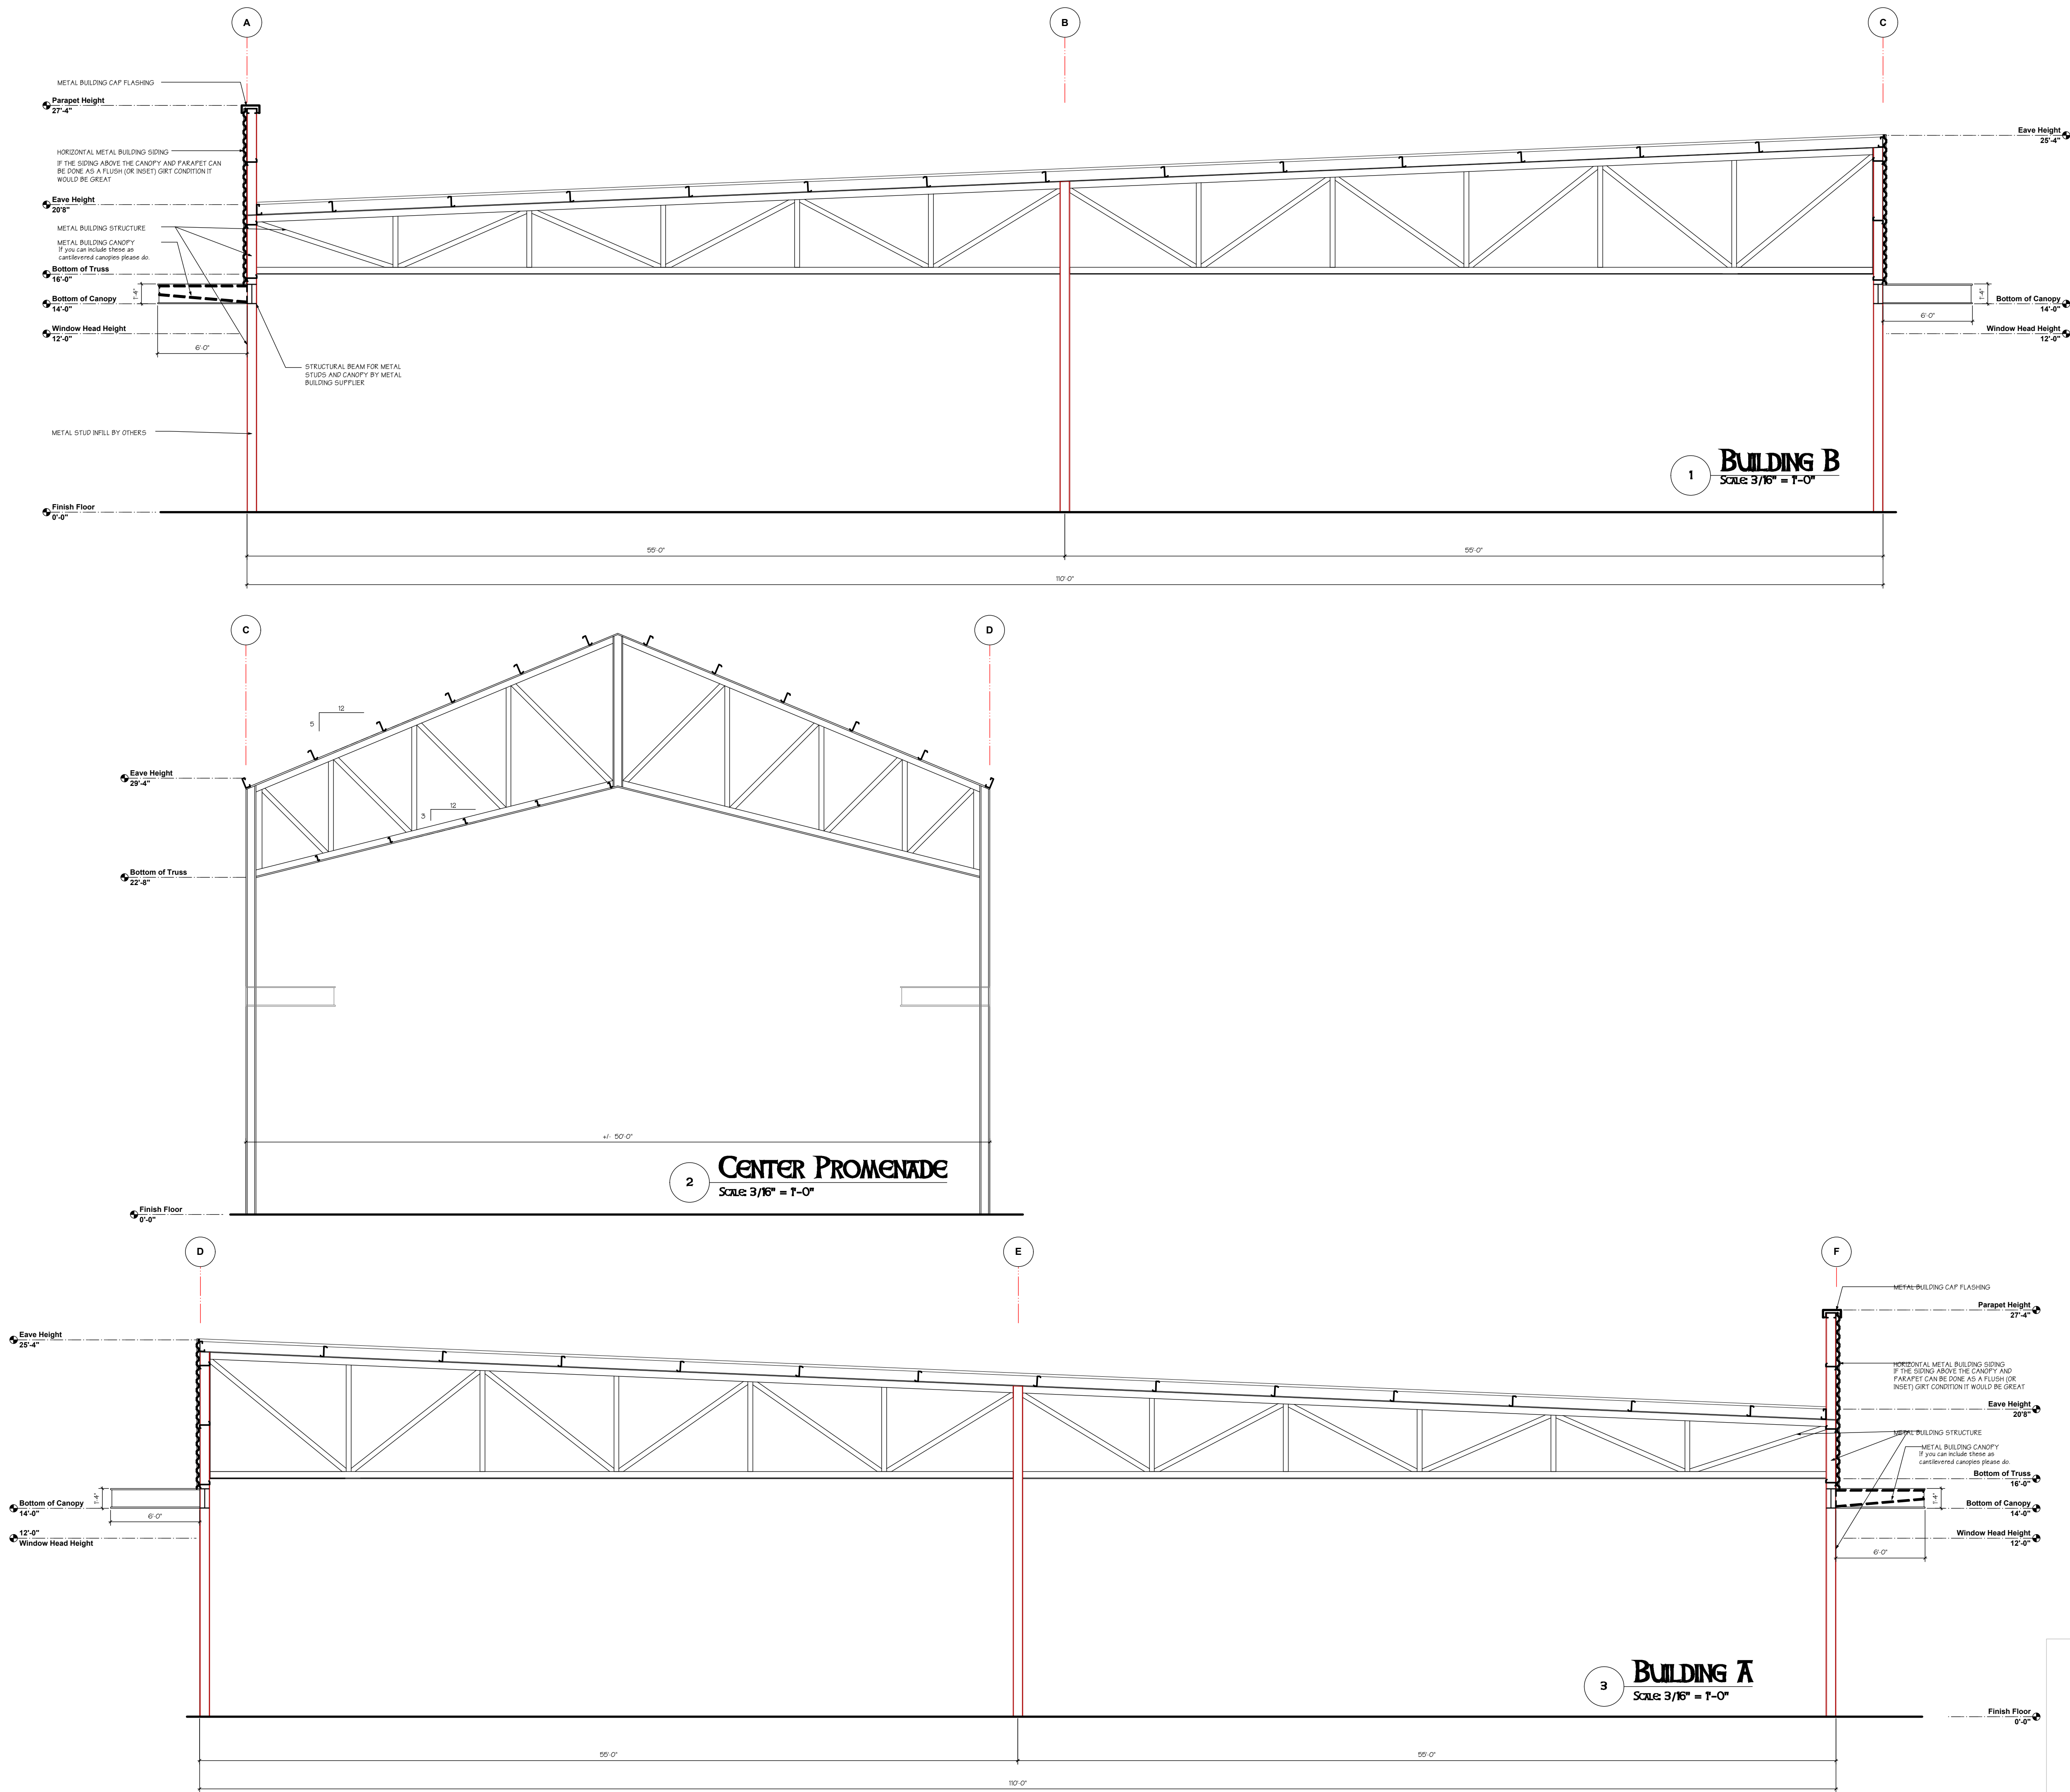 A
B
C
METAL BUILDING CAP FLASHING
Parapet Height
27'-4"
HORIZONTAL METAL BUILDING SIDING
IF THE SIDING ABOVE THE CANOPY AND PARAPET CAN
BE DONE AS A FLUSH (OR INSET) GIRT CONDITION IT
WOULD BE GREAT
Eave Height
20'8"
METAL BUILDING STRUCTURE
METAL BUILDING CANOPY
If you can include these as
cantilevered canopies please do.
Bottom of Truss
16'-0"
1'-4"
Bottom of Canopy
14'-0"
Window Head Height
12'-0"
6'-0"
STRUCTURAL BEAM FOR METAL
STUDS AND CANOPY BY METAL
BUILDING SUPPLIER
METAL STUD INFILL BY OTHERS
Finish Floor
0'-0"
Eave Height
25'-4"
1'-4"
Bottom of Canopy
14'-0"
6'-0"
Window Head Height
12'-0"
1
BUILDING B
SCALE: 3/16" = 1'-0"
55'-0"
55'-0"
110'-0"
C
D
12
5
Eave Height
29'-4"
12
3
Bottom of Truss
22'-8"
+/- 50'-0"
2
CENTER PROMENADE
SCALE: 3/16" = 1'-0"
Finish Floor
0'-0"
D
E
F
METAL BUILDING CAP FLASHING
Parapet Height
27'-4"
Eave Height
25'-4"
HORIZONTAL METAL BUILDING SIDING
IF THE SIDING ABOVE THE CANOPY AND
PARAPET CAN BE DONE AS A FLUSH (OR
INSET) GIRT CONDITION IT WOULD BE GREAT
Eave Height
20'8"
METAL BUILDING STRUCTURE
METAL BUILDING CANOPY
If you can include these as
cantilevered canopies please do.
Bottom of Truss
16'-0"
1'-4"
Bottom of Canopy
14'-0"
Window Head Height
12'-0"
6'-0"
1'-4"
Bottom of Canopy
14'-0"
6'-0"
12'-0"
Window Head Height
3
BUILDING A
SCALE: 3/16" = 1'-0"
Finish Floor
0'-0"
55'-0"
55'-0"
110'-0"